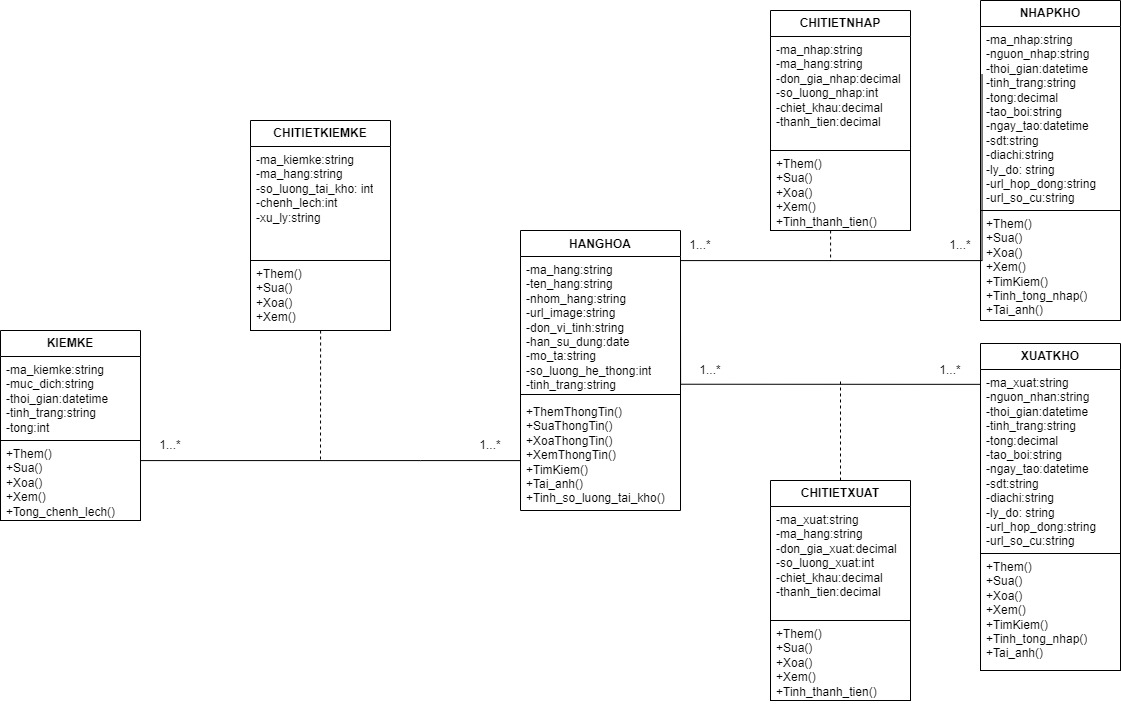 CHITIETNHAP
-ma_nhap:string
-ma_hang:string
-don_gia_nhap:decimal
-so_luong_nhap:int
-chiet_khau:decimal
-thanh_tien:decimal
+Them()
+Sua()
+Xoa()
+Xem()
+Tinh_thanh_tien()
NHAPKHO
-ma_nhap:string
-nguon_nhap:string
-thoi_gian:datetime
-tinh_trang:string
-tong:decimal
-tao_boi:string
-ngay_tao:datetime
-sdt:string
-diachi:string
-ly_do: string
-url_hop_dong:string
-url_so_cu:string
+Them()
+Sua()
+Xoa()
+Xem()
+TimKiem()
+Tinh_tong_nhap()
+Tai_anh()
CHITIETKIEMKE
-ma_kiemke:string
-ma_hang:string
-so_luong_tai_kho: int
-chenh_lech:int
-xu_ly:string
+Them()
+Sua()
+Xoa()
+Xem()
HANGHOA
-ma_hang:string
-ten_hang:string
-nhom_hang:string
-url_image:string
-don_vi_tinh:string
-han_su_dung:date
-mo_ta:string
-so_luong_he_thong:int
-tinh_trang:string
+ThemThongTin()
+SuaThongTin()
+XoaThongTin()
+XemThongTin()
+TimKiem()
+Tai_anh()
+Tinh_so_luong_tai_kho()
1...*
1...*
KIEMKE
-ma_kiemke:string
-muc_dich:string
-thoi_gian:datetime
-tinh_trang:string
-tong:int
+Them()
+Sua()
+Xoa()
+Xem()
+Tong_chenh_lech()
1...*
1...*
1...*
1...*
XUATKHO
-ma_xuat:string
-nguon_nhan:string
-thoi_gian:datetime
-tinh_trang:string
-tong:decimal
-tao_boi:string
-ngay_tao:datetime
-sdt:string
-diachi:string
-ly_do: string
-url_hop_dong:string
-url_so_cu:string
+Them()
+Sua()
+Xoa()
+Xem()
+TimKiem()
+Tinh_tong_nhap()
+Tai_anh()
CHITIETXUAT
-ma_xuat:string
-ma_hang:string
-don_gia_xuat:decimal
-so_luong_xuat:int
-chiet_khau:decimal
-thanh_tien:decimal
+Them()
+Sua()
+Xoa()
+Xem()
+Tinh_thanh_tien()